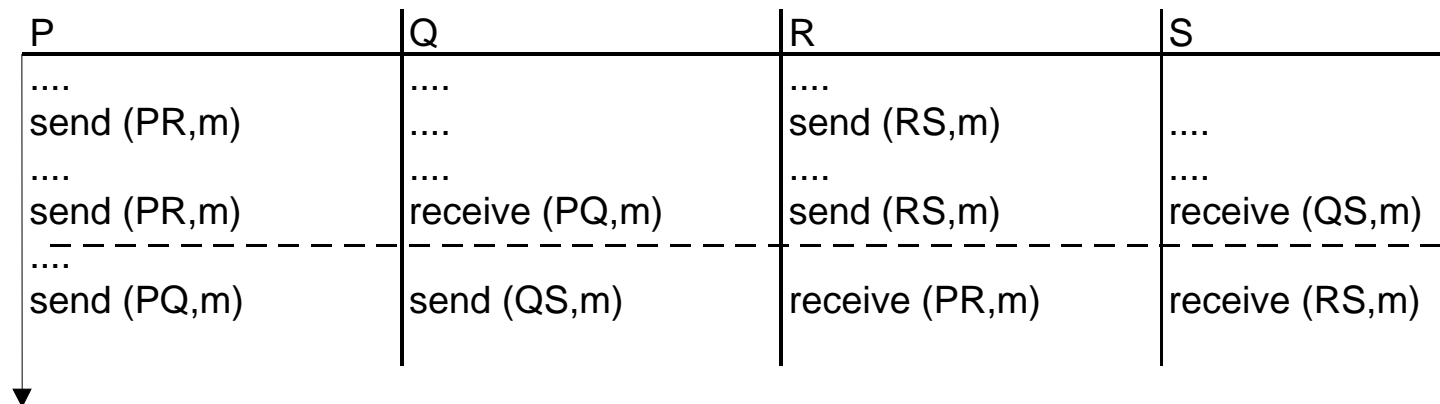 P Q R S
.... .... ....
send (PR,m) .... send (RS,m) ....
.... .... .... ....
send (PR,m) receive (PQ,m) send (RS,m) receive (QS,m)
....
send (PQ,m) send (QS,m) receive (PR,m) receive (RS,m)